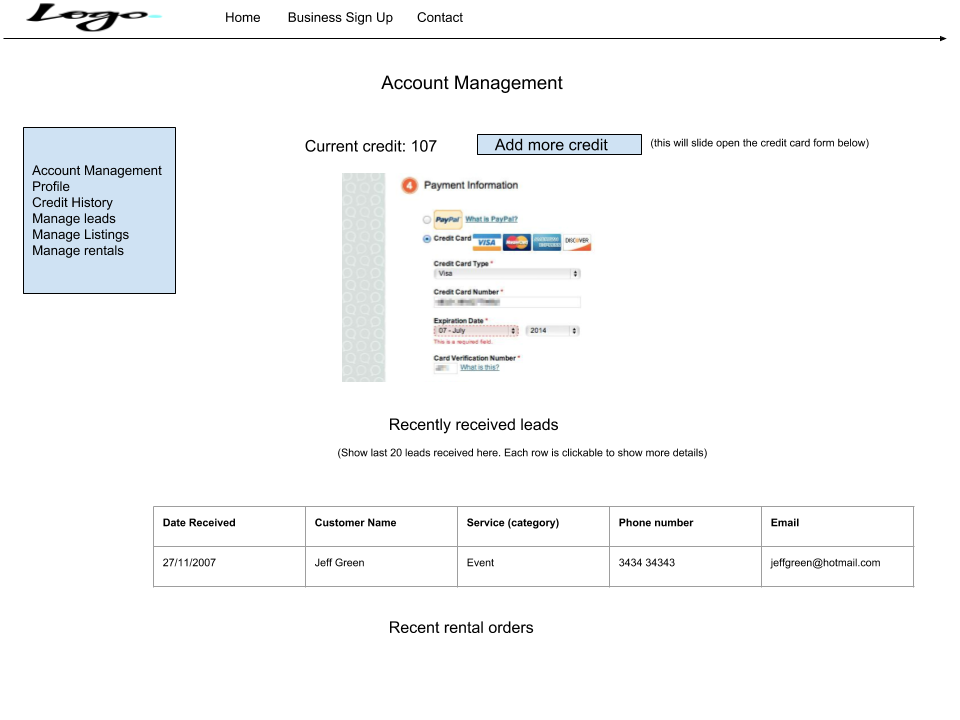 Logo
Home Business Sign Up Contact
Account Management
Account Management
Profile
Credit History
Manage leads
Manage Listings
Manage rentals
Current credit: 107
Add more credit
(this will slide open the credit card form below)
4 Payment Information
PayPal What is PayPal?
Credit Card VISA MasterCard AMERICAN EXPRESS DISCOVER
Credit Card Type *
Visa
Credit Card Number *
Expiration Date *
07 - July 2014
This is a required field.
Card Verification Number *
What is this?
Recently received leads
(Show last 20 leads received here. Each row is clickable to show more details)
Date Received Customer Name Service (category) Phone number Email
27/11/2007 Jeff Green Event 3434 34343 jeffgreen@hotmail.com
Recent rental orders